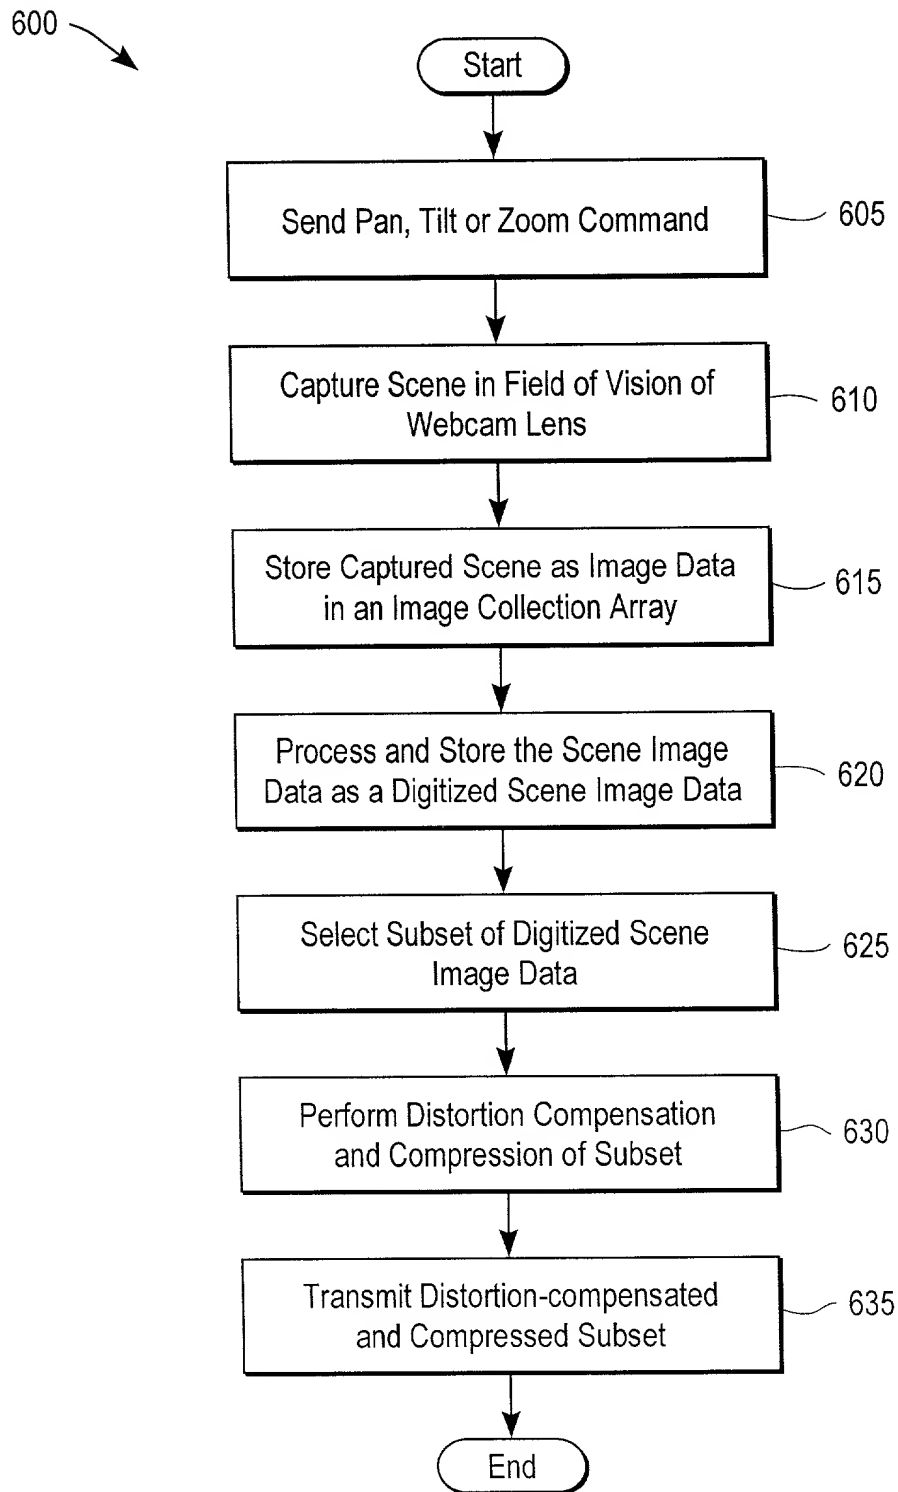 600
Start
Send Pan, Tilt or Zoom Command
605
Capture Scene in Field of Vision of
Webcam Lens
610
Store Captured Scene as Image Data
in an Image Collection Array
615
Process and Store the Scene Image
Data as a Digitized Scene Image Data
620
Select Subset of Digitized Scene
Image Data
625
Perform Distortion Compensation
and Compression of Subset
630
Transmit Distortion-compensated
and Compressed Subset
635
End